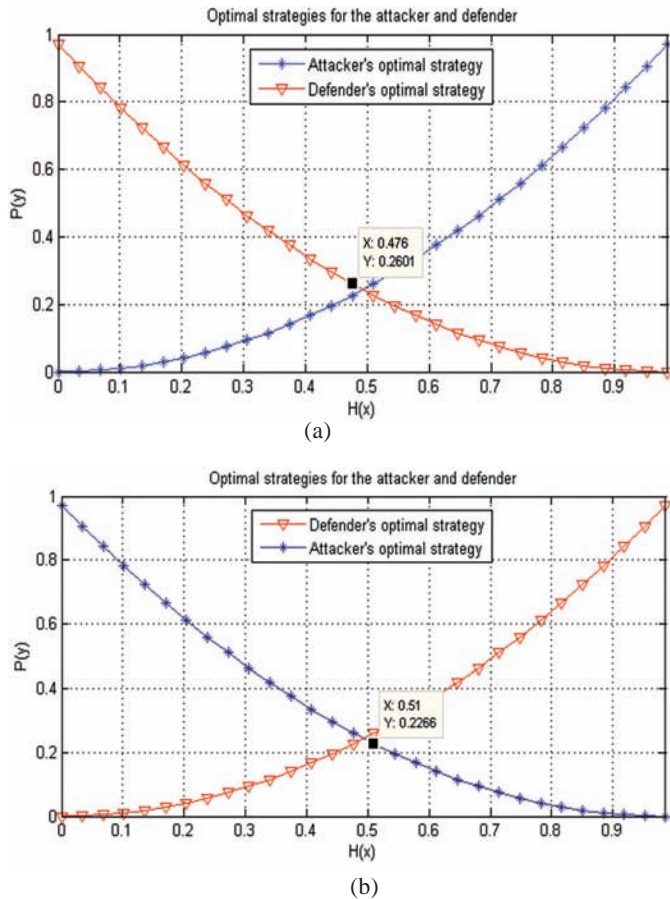 Optimal strategies for the attacker and defender
1
0.8
0.6
0.4
0.2
0
P(y)
Attacker's optimal strategy
Defender's optimal strategy
X: 0.476
Y: 0.2601
0 0.1 0.2 0.3 0.4 0.5 0.6 0.7 0.8 0.9
H(x)
(a)
Optimal strategies for the attacker and defender
1
0.8
0.6
0.4
0.2
0
P(y)
Defender's optimal strategy
Attacker's optimal strategy
X: 0.51
Y: 0.2266
0 0.1 0.2 0.3 0.4 0.5 0.6 0.7 0.8 0.9
H(x)
(b)